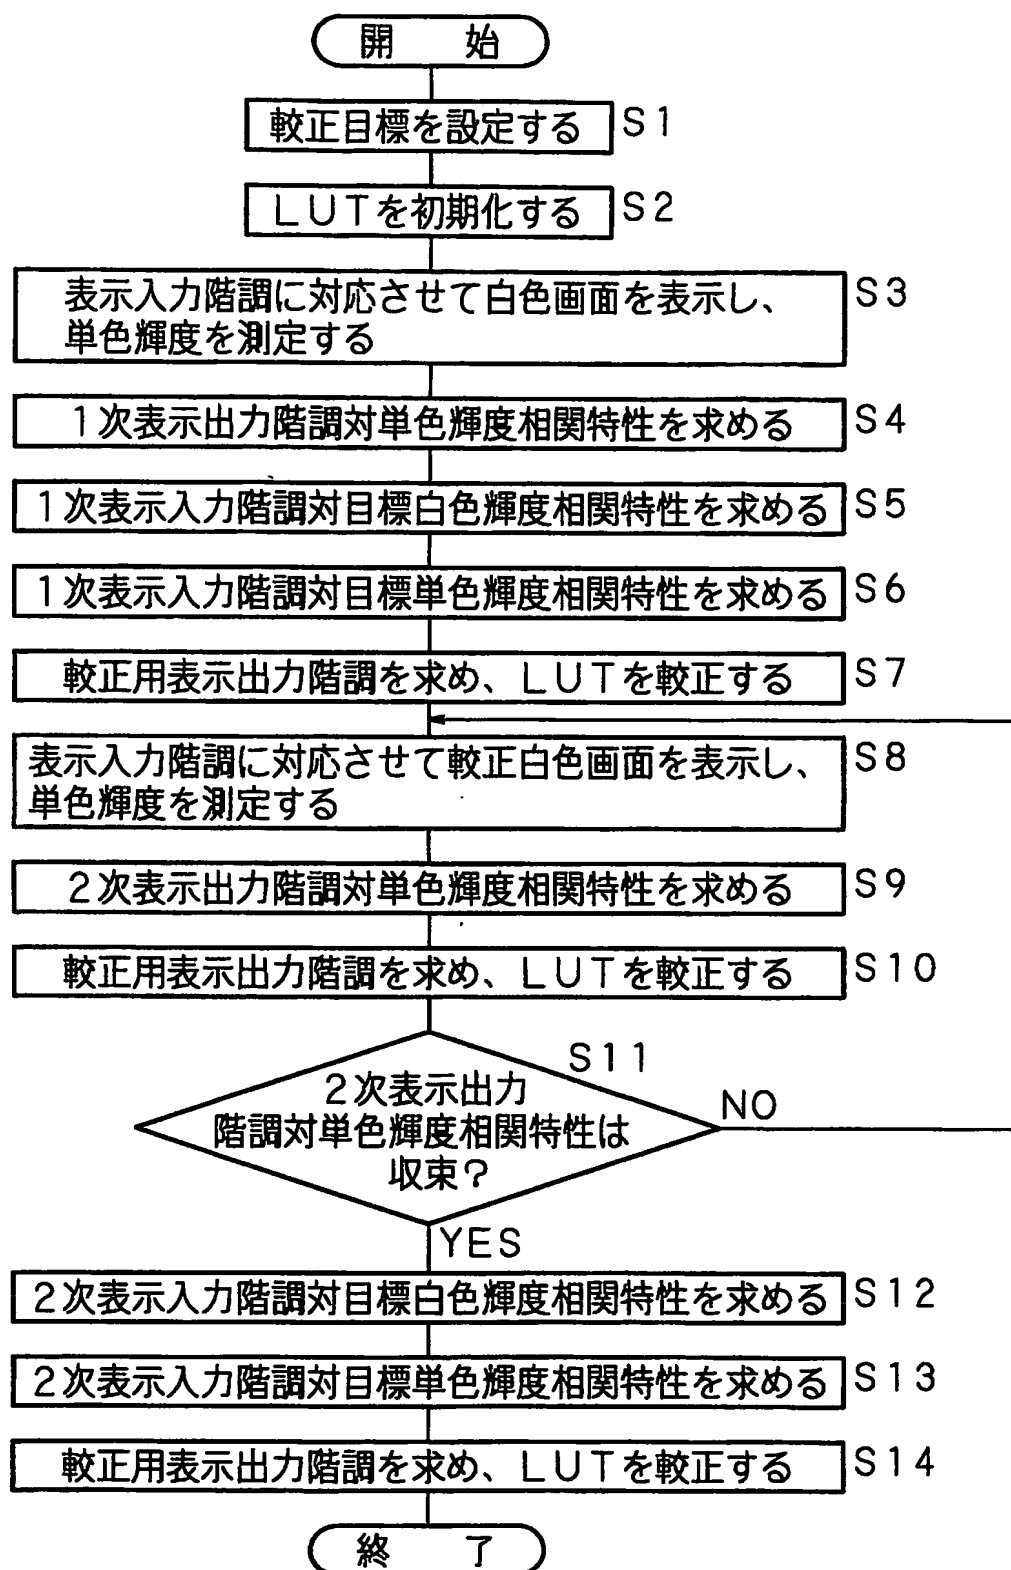 開　始
較正目標を設定する S1
LUTを初期化する S2
表示入力階調に対応させて白色画面を表示し、 S3
単色輝度を測定する
1次表示出力階調対単色輝度相関特性を求める S4
1次表示入力階調対目標白色輝度相関特性を求める S5
1次表示入力階調対目標単色輝度相関特性を求める S6
較正用表示出力階調を求め、LUTを較正する S7
表示入力階調に対応させて較正白色画面を表示し、 S8
単色輝度を測定する
2次表示出力階調対単色輝度相関特性を求める S9
較正用表示出力階調を求め、LUTを較正する S10
S11
2次表示出力
階調対単色輝度相関特性は
収束?
NO
YES
2次表示入力階調対目標白色輝度相関特性を求める S12
2次表示入力階調対目標単色輝度相関特性を求める S13
較正用表示出力階調を求め、LUTを較正する S14
終　了